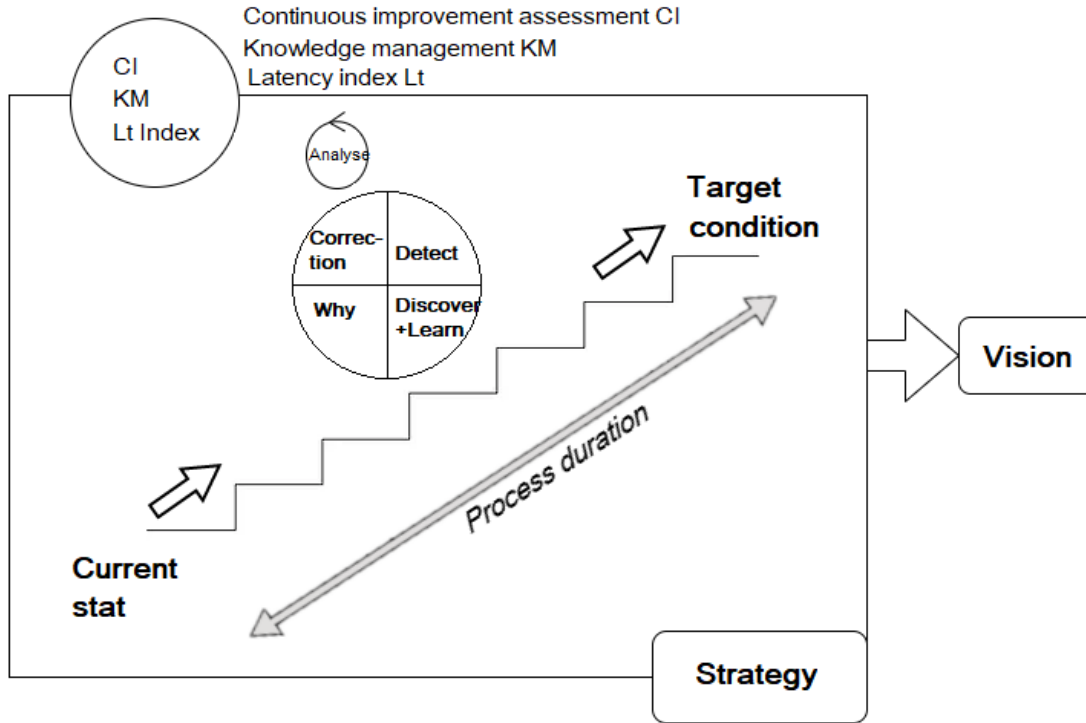 Continuous improvement assessment CI
Knowledge management KM
Latency index Lt
CI
KM
Lt Index
Analyse
Correc-
tion
Detect
Why
Discover
+Learn
Target
condition
Process duration
Vision
Current
stat
Strategy